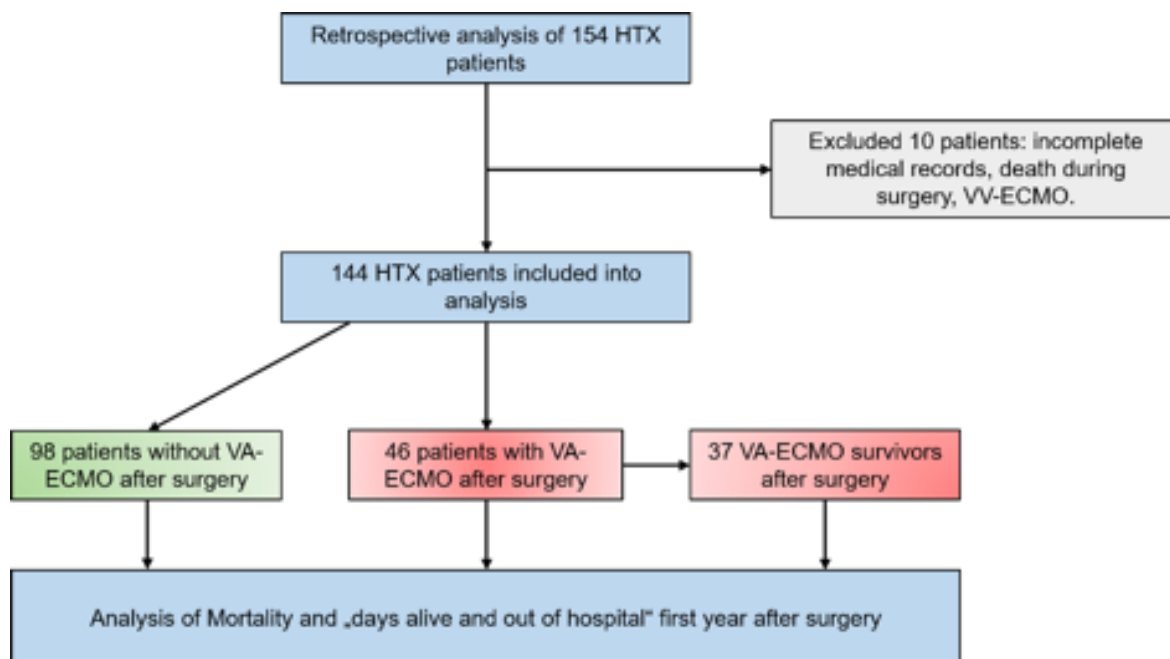 Retrospective analysis of 154 HTX
patients
Excluded 10 patients: incomplete
medical records, death during
surgery, VV-ECMO.
144 HTX patients included into
analysis
98 patients without VA-
ECMO after surgery
46 patients with VA-
ECMO after surgery
37 VA-ECMO survivors
after surgery
Analysis of Mortality and „days alive and out of hospital“ first year after surgery